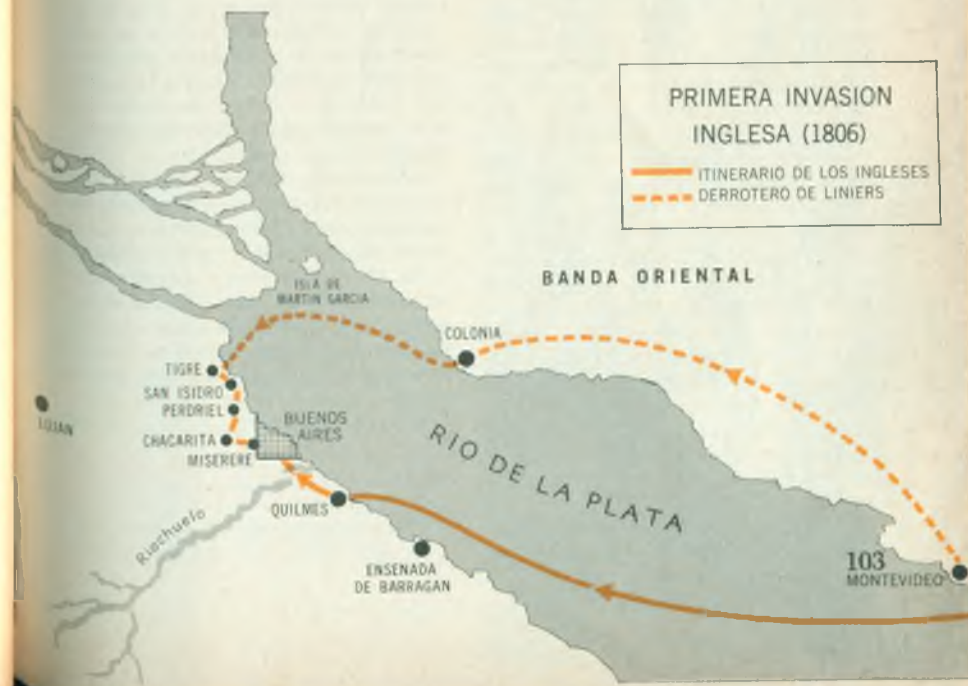 PRIMERA INVASION
INGLESA (1806)
ITINERARIO DE LOS INGLESES
DERROTERO DE LINIERS
BANDA ORIENTAL
ISLA DE
MARTIN GARCIA
COLONIA
TIGRE
SAN ISIDRO
PERDRIEL
LUJAN
CHACARITA
MISERERE
BUENOS
AIRES
RIO DE LA PLATA
QUILMES
Riachuelo
ENSENADA
DE BARRAGAN
103
MONTEVIDEO